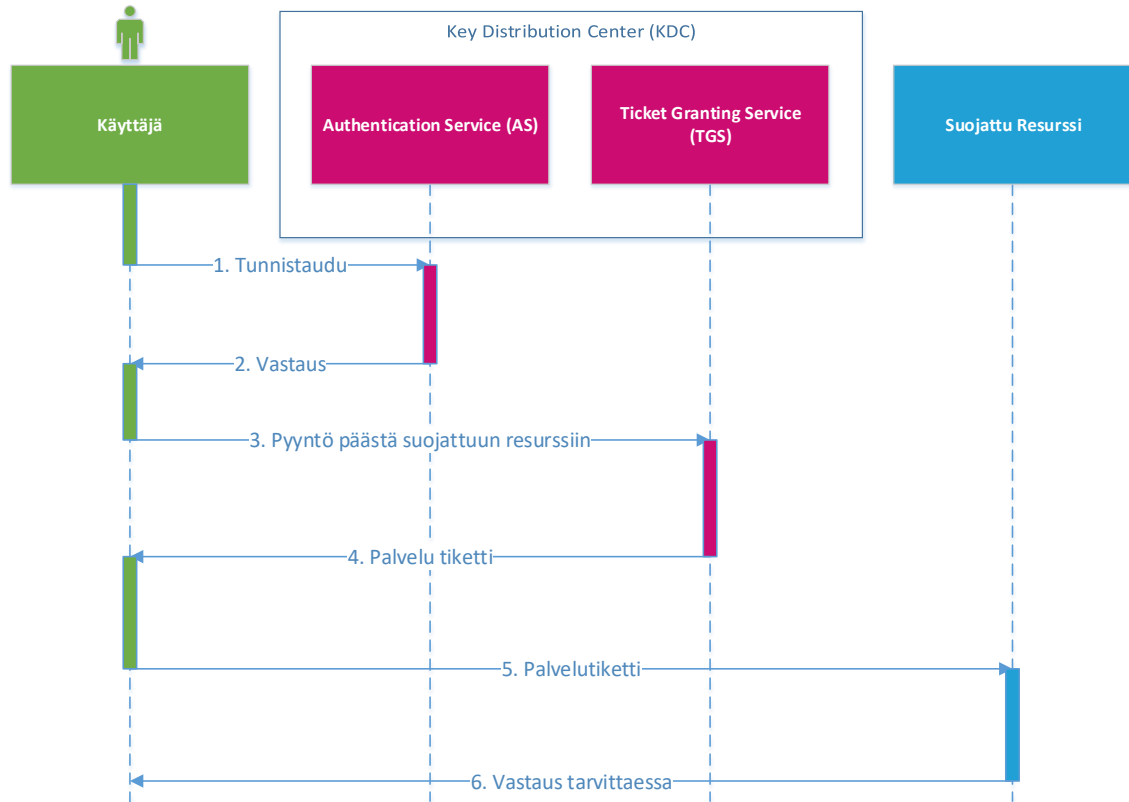 Key Distribution Center (KDC)
Käyttäjä
Authentication Service (AS)
Ticket Granting Service
(TGS)
Suojattu Resurssi
1. Tunnistaudu
2. Vastaus
3. Pyyntö päästä suojattuun resurssiin
4. Palvelu tiketti
5. Palvelutiketti
6. Vastaus tarvittaessa